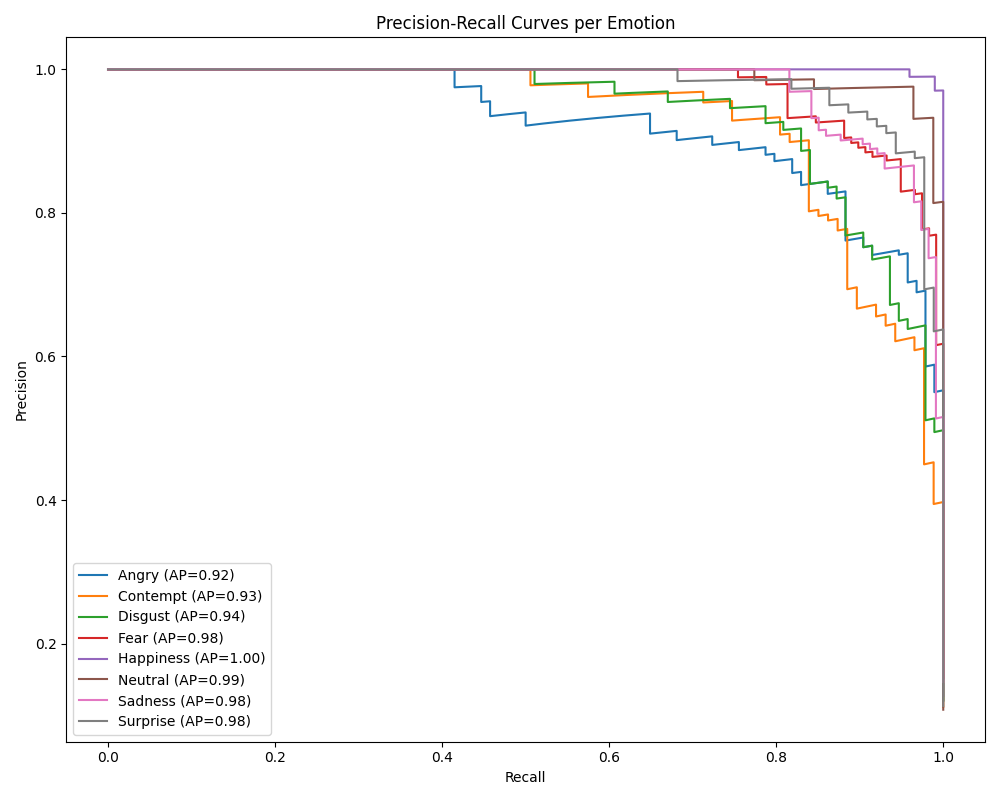 Precision-Recall Curves per Emotion
1.0
0.8
0.6
0.4
0.2
Precision
Angry (AP=0.92)
Contempt (AP=0.93)
Disgust (AP=0.94)
Fear (AP=0.98)
Happiness (AP=1.00)
Neutral (AP=0.99)
Sadness (AP=0.98)
Surprise (AP=0.98)
0.0 0.2 0.4 0.6 0.8 1.0
Recall